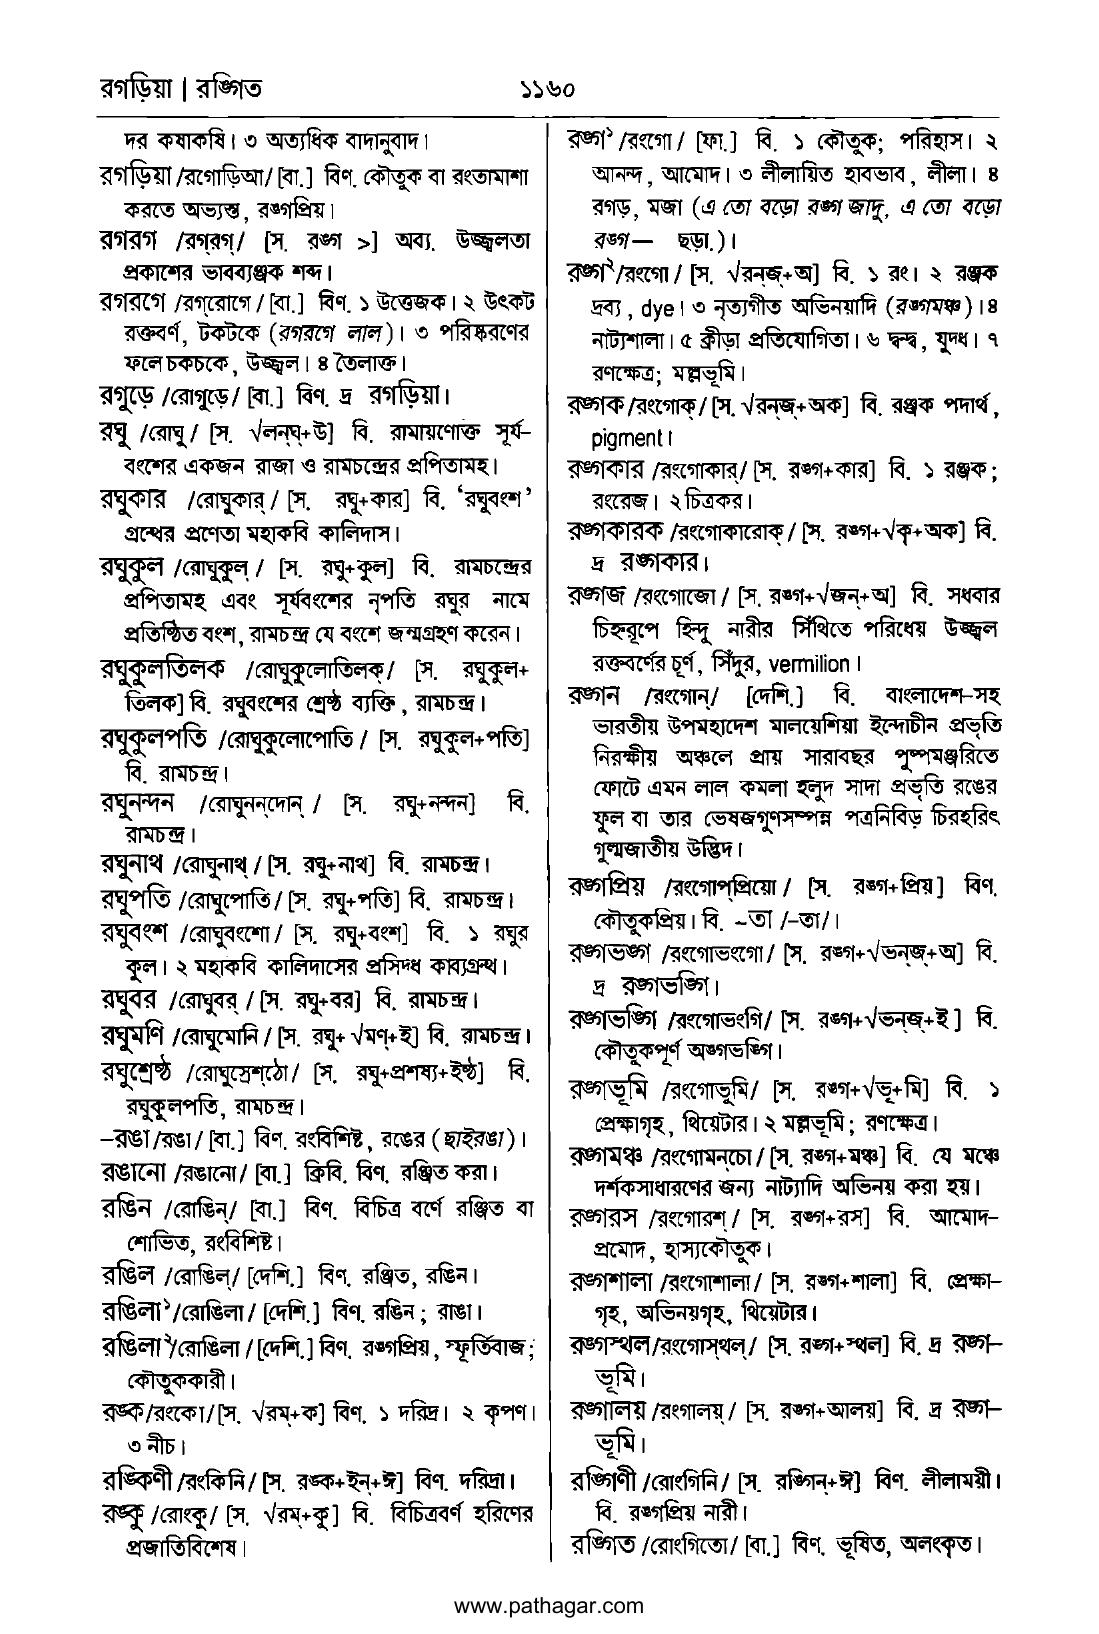 রগড়িয়া | রঙ্গিত
১১৬০
দর কষাকষি। ৩ অত্যধিক বাদানুবাদ।
রগড়িয়া /রগোড়িআ/ [বা.] বিণ. কৌতুক বা রংতামাশা
করতে অভ্যস্ত, রঙ্গপ্রিয়।
রগরগ /রগ্‌রগ্‌/ [স. রঙ্গ >] অব্য. উজ্জ্বলতা
প্রকাশের ভাবব্যঞ্জক শব্দ।
রগরগে /রগ্‌রোগে/ [বা.] বিণ. ১ উত্তেজক। ২ উৎকট
রক্তবর্ণ, টকটকে (রগরগে লাল)। ৩ পরিষ্করণের
ফলে চকচকে, উজ্জ্বল। ৪ তৈলাক্ত।
রগুড়ে /রোগুড়ে/ [বা.] বিণ. দ্র রগড়িয়া।
রঘু /রোঘু/ [স. √লন্‌ঘ্‌+উ] বি. রামায়ণোক্ত সূর্য-
বংশের একজন রাজা ও রামচন্দ্রের প্রপিতামহ।
রঘুকার /রোঘুকার্‌/ [স. রঘু+কার] বি. ‘রঘুবংশ’
গ্রন্থের প্রণেতা মহাকবি কালিদাস।
রঘুকুল /রোঘুকুল্‌/ [স. রঘু+কুল] বি. রামচন্দ্রের
প্রপিতামহ এবং সূর্যবংশের নৃপতি রঘুর নামে
প্রতিষ্ঠিত বংশ, রামচন্দ্র যে বংশে জন্মগ্রহণ করেন।
রঘুকুলতিলক /রোঘুকুলোতিলক্‌/ [স. রঘুকুল+
তিলক] বি. রঘুবংশের শ্রেষ্ঠ ব্যক্তি, রামচন্দ্র।
রঘুকুলপতি /রোঘুকুলোপোতি/ [স. রঘুকুল+পতি]
বি. রামচন্দ্র।
রঘুনন্দন /রোঘুনন্‌দোন্‌/ [স. রঘু+নন্দন] বি.
রামচন্দ্র।
রঘুনাথ /রোঘুনাথ্‌/ [স. রঘু+নাথ] বি. রামচন্দ্র।
রঘুপতি /রোঘুপোতি/ [স. রঘু+পতি] বি. রামচন্দ্র।
রঘুবংশ /রোঘুবংশো/ [স. রঘু+বংশ] বি. ১ রঘুর
কুল। ২ মহাকবি কালিদাসের প্রসিদ্ধ কাব্যগ্রন্থ।
রঘুবর /রোঘুবর্‌/ [স. রঘু+বর] বি. রামচন্দ্র।
রঘুমণি /রোঘুমোনি/ [স. রঘু+ √মণ্‌+ই] বি. রামচন্দ্র।
রঘুশ্রেষ্ঠ /রোঘুস্রেশ্‌ঠো/ [স. রঘু+প্রশষ্য+ইষ্ঠ] বি.
রঘুকুলপতি, রামচন্দ্র।
-রঙা /রঙা/ [বা.] বিণ. রংবিশিষ্ট, রঙের (ছাইরঙা)।
রঙানো /রঙানো/ [বা.] ক্রিবি. বিণ. রঞ্জিত করা।
রঙিন /রোঙিন্‌/ [বা.] বিণ. বিচিত্র বর্ণে রঞ্জিত বা
শোভিত, রংবিশিষ্ট।
রঙিল /রোঙিল্‌/ [দেশি.] বিণ. রঞ্জিত, রঙিন।
রঙিলা¹ /রোঙিলা/ [দেশি.] বিণ. রঙিন; রাঙা।
রঙিলা² /রোঙিলা/ [দেশি.] বিণ. রঙ্গপ্রিয়, স্ফূর্তিবাজ;
কৌতুককারী।
রঙ্ক /রংকো/ [স. √রম্‌+ক] বিণ. ১ দরিদ্র। ২ কৃপণ।
৩ নীচ।
রঙ্কিণী /রংকিনি/ [স. রঙ্ক+ইন্‌+ঈ] বিণ. দরিদ্রা।
রঙ্কু /রোংকু/ [স. √রম্‌+কু] বি. বিচিত্রবর্ণ হরিণের
প্রজাতিবিশেষ।
রঙ্গ¹ /রংগো/ [ফা.] বি. ১ কৌতুক; পরিহাস। ২
আনন্দ, আমোদ। ৩ লীলায়িত হাবভাব, লীলা। ৪
রগড়, মজা (এ তো বড়ো রঙ্গ জাদু, এ তো বড়ো
রঙ্গ— ছড়া.)।
রঙ্গ² /রংগো/ [স. √রন্‌জ্‌+অ] বি. ১ রং। ২ রঞ্জক
দ্রব্য, dye। ৩ নৃত্যগীত অভিনয়াদি (রঙ্গমঞ্চ)। ৪
নাট্যশালা। ৫ ক্রীড়া প্রতিযোগিতা। ৬ দ্বন্দ্ব, যুদ্ধ। ৭
রণক্ষেত্র; মল্লভূমি।
রঙ্গক /রংগোক্‌/ [স. √রন্‌জ্‌+অক] বি. রঞ্জক পদার্থ,
pigment।
রঙ্গকার /রংগোকার্‌/ [স. রঙ্গ+কার] বি. ১ রঞ্জক;
রংরেজ। ২ চিত্রকর।
রঙ্গকারক /রংগোকারোক্‌/ [স. রঙ্গ+√কৃ+অক] বি.
দ্র রঙ্গকার।
রঙ্গজ /রংগোজো/ [স. রঙ্গ+√জন্‌+অ] বি. সধবার
চিহ্নরূপে হিন্দু নারীর সিঁথিতে পরিধেয় উজ্জ্বল
রক্তবর্ণের চূর্ণ, সিঁদুর, vermilion।
রঙ্গন /রংগোন্‌/ [দেশি.] বি. বাংলাদেশ-সহ
ভারতীয় উপমহাদেশ মালয়েশিয়া ইন্দোচীন প্রভৃতি
নিরক্ষীয় অঞ্চলে প্রায় সারাবছর পুষ্পমঞ্জরিতে
ফোটে এমন লাল কমলা হলুদ সাদা প্রভৃতি রঙের
ফুল বা তার ভেষজগুণসম্পন্ন পত্রনিবিড় চিরহরিৎ
গুল্মজাতীয় উদ্ভিদ।
রঙ্গপ্রিয় /রংগোপ্‌প্রিয়ো/ [স. রঙ্গ+প্রিয়] বিণ.
কৌতুকপ্রিয়। বি. -তা /-তা/।
রঙ্গভঙ্গ /রংগোভংগো/ [স. রঙ্গ+√ভন্‌জ্‌+অ] বি.
দ্র রঙ্গভঙ্গি।
রঙ্গভঙ্গি /রংগোভংগি/ [স. রঙ্গ+√ভন্‌জ্‌+ই] বি.
কৌতুকপূর্ণ অঙ্গভঙ্গি।
রঙ্গভূমি /রংগোভুমি/ [স. রঙ্গ+√ভূ+মি] বি. ১
প্রেক্ষাগৃহ, থিয়েটার। ২ মল্লভূমি; রণক্ষেত্র।
রঙ্গমঞ্চ /রংগোমন্‌চো/ [স. রঙ্গ+মঞ্চ] বি. যে মঞ্চে
দর্শকসাধারণের জন্য নাট্যাদি অভিনয় করা হয়।
রঙ্গরস /রংগোরশ্‌/ [স. রঙ্গ+রস] বি. আমোদ-
প্রমোদ, হাস্যকৌতুক।
রঙ্গশালা /রংগোশালা/ [স. রঙ্গ+শালা] বি. প্রেক্ষা-
গৃহ, অভিনয়গৃহ, থিয়েটার।
রঙ্গস্থল /রংগোস্‌থল্‌/ [স. রঙ্গ+স্থল] বি. দ্র রঙ্গ-
ভূমি।
রঙ্গালয় /রংগালয়্‌/ [স. রঙ্গ+আলয়] বি. দ্র রঙ্গ-
ভূমি।
রঙ্গিণী /রোংগিনি/ [স. রঙ্গিন্‌+ঈ] বিণ. লীলাময়ী।
বি. রঙ্গপ্রিয় নারী।
রঙ্গিত /রোংগিতো/ [বা.] বিণ. ভূষিত, অলংকৃত।
www.pathagar.com